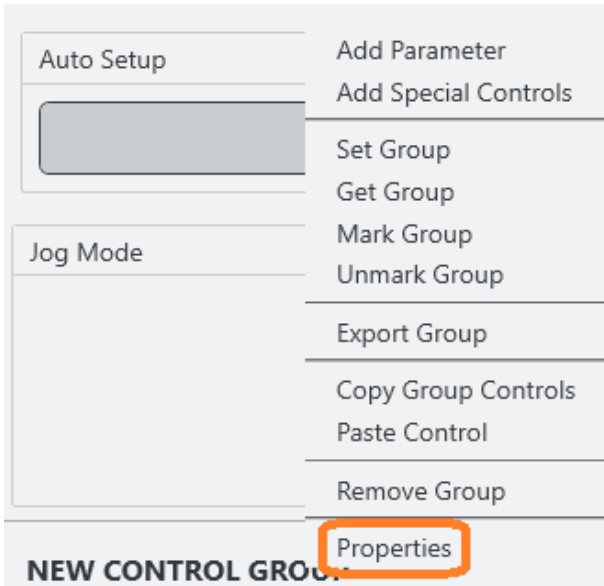 Auto Setup
Jog Mode
NEW CONTROL GROUP
Add Parameter
Add Special Controls
Set Group
Get Group
Mark Group
Unmark Group
Export Group
Copy Group Controls
Paste Control
Remove Group
Properties